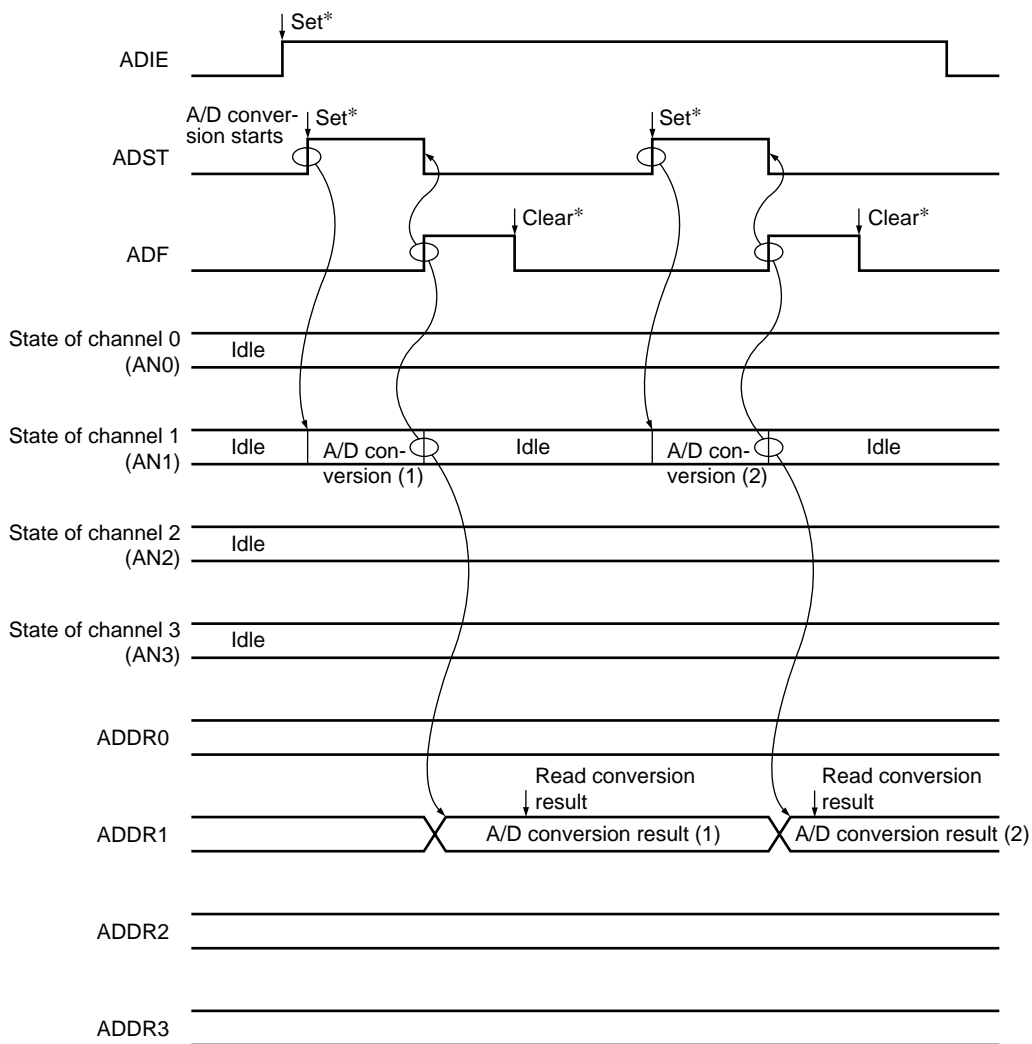 Set*
ADIE
A/D conver-
sion starts
Set*
Set*
ADST
Clear*
Clear*
ADF
State of channel 0
(AN0)
Idle
State of channel 1
(AN1)
Idle
A/D con-
version (1)
Idle
A/D con-
version (2)
Idle
State of channel 2
(AN2)
Idle
State of channel 3
(AN3)
Idle
ADDR0
Read conversion
result
Read conversion
result
ADDR1
A/D conversion result (1)
A/D conversion result (2)
ADDR2
ADDR3